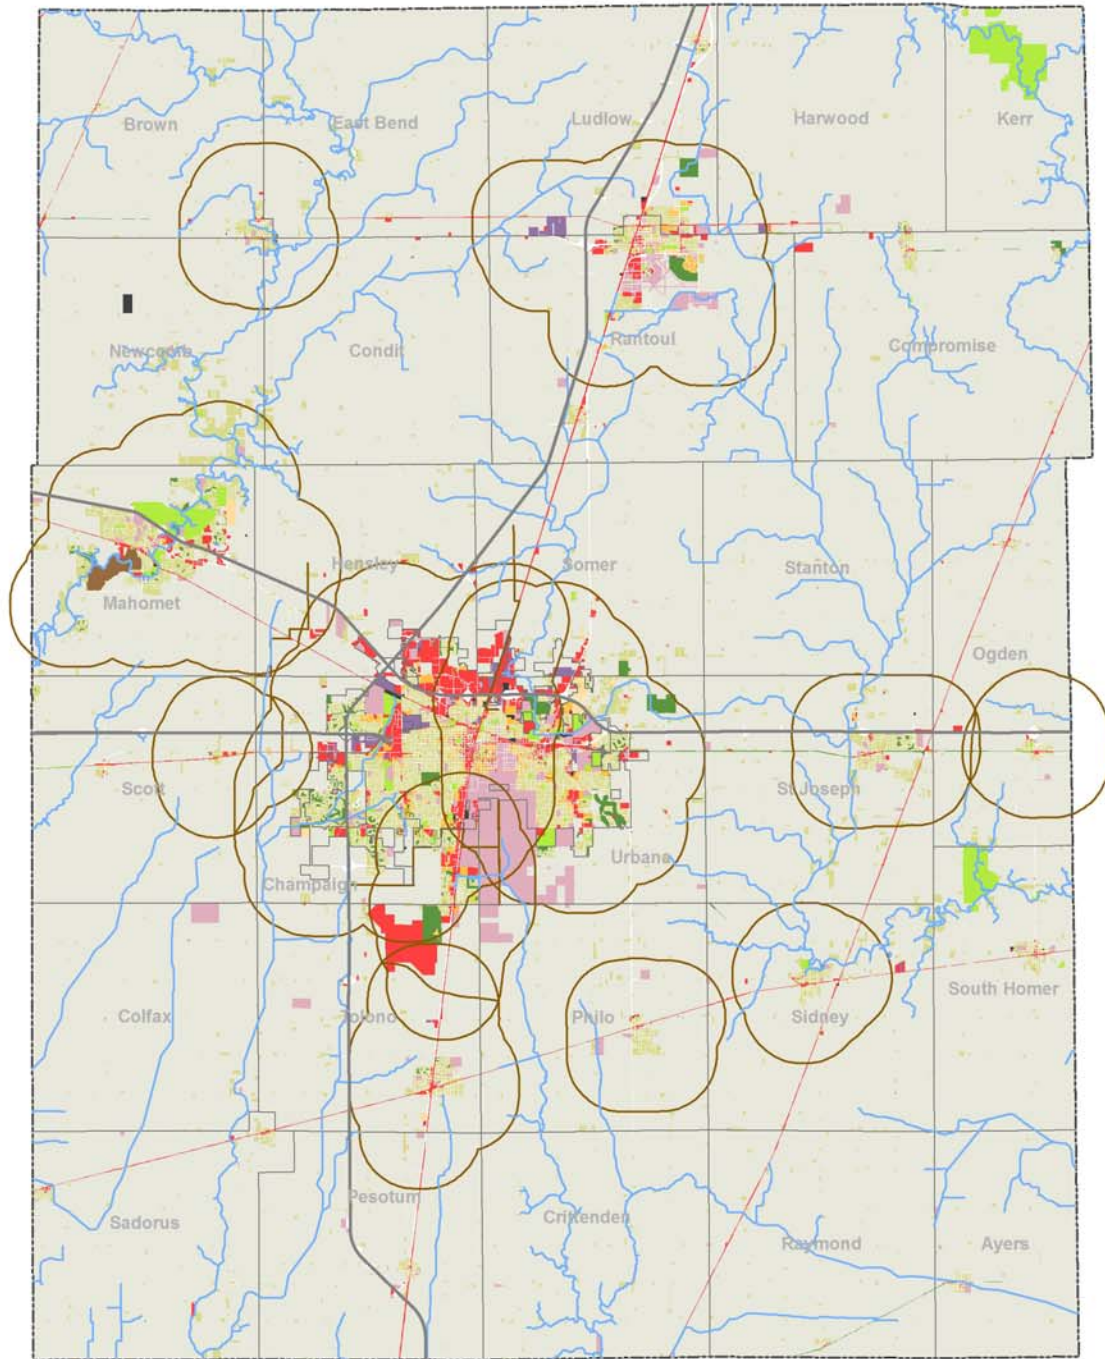 Brown
East Bend
Ludlow
Harwood
Kerr
Newcomb
Condit
Rantoul
Compromise
Mahomet
Hensley
Somer
Stanton
Ogden
Scott
Champaign
Urbana
St Joseph
Colfax
Tolono
Philo
Sidney
South Homer
Sadorus
Pesotum
Crittenden
Raymond
Ayers